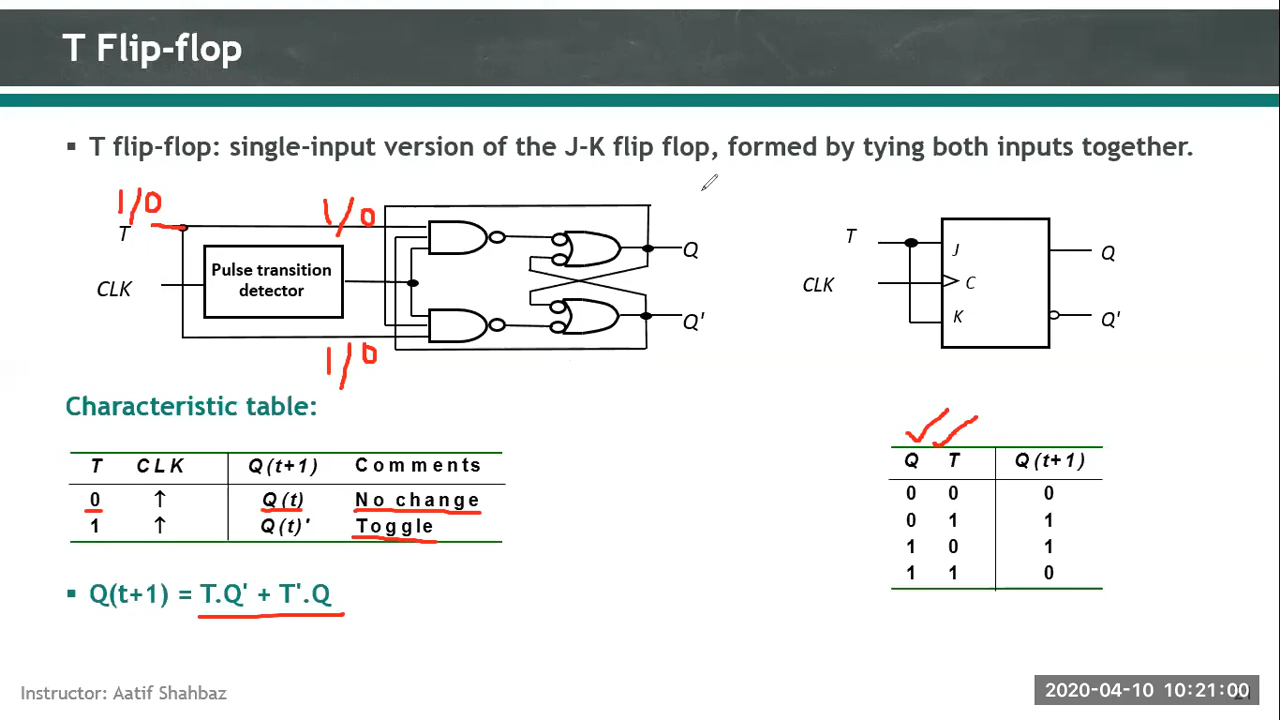 T Flip-flop
▪ T flip-flop: single-input version of the J-K flip flop, formed by tying both inputs together.
1/0
1/0
T
Pulse transition
detector
CLK
Q
Q'
1/0
T
CLK
J
C
K
Q
Q'
Characteristic table:
T CLK Q(t+1) Comments
0 ↑ Q(t) No change
1 ↑ Q(t)' Toggle
Q T Q(t+1)
0 0 0
0 1 1
1 0 1
1 1 0
▪ Q(t+1) = T.Q' + T'.Q
Instructor: Aatif Shahbaz
2020-04-10 10:21:00